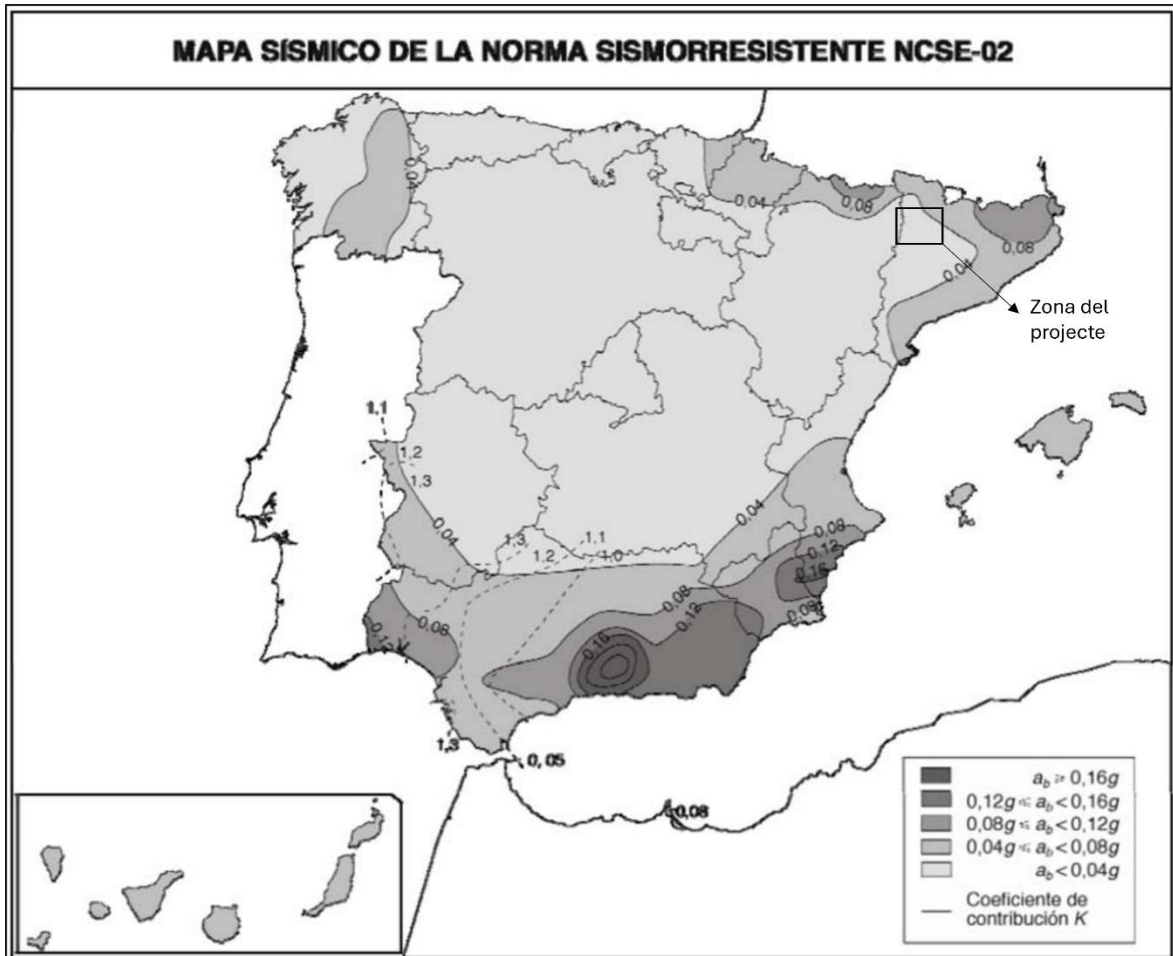 MAPA SÍSMICO DE LA NORMA SISMORRESISTENTE NCSE-02
0,04
0,04
0,08
0,08
0,04
Zona del
projecte
1.1
1,2
1,3
0,04
0,04
1,3
1,2
1,1
1,0
0,08
0,12
0,16
0,08
0,08
0,12
0,08
0,16
1.3
0, 05
0,08
a_b ≥ 0,16g
0,12g ≤ a_b < 0,16g
0,08g ≤ a_b < 0,12g
0,04g ≤ a_b < 0,08g
a_b < 0,04g
Coeficiente de
contribución K